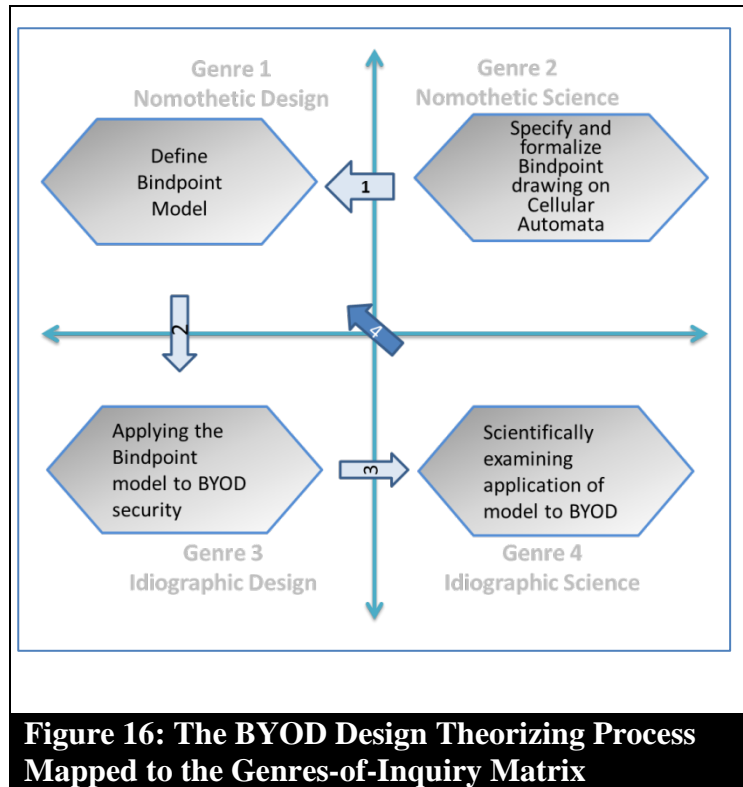 Genre 1
Nomothetic Design
Genre 2
Nomothetic Science
Define
Bindpoint
Model
1
Specify and
formalize
Bindpoint
drawing on
Cellular
Automata
2
4
Applying the
Bindpoint
model to BYOD
security
3
Scientifically
examining
application of
model to BYOD
Genre 3
Idiographic Design
Genre 4
Idiographic Science
Figure 16: The BYOD Design Theorizing Process
Mapped to the Genres-of-Inquiry Matrix